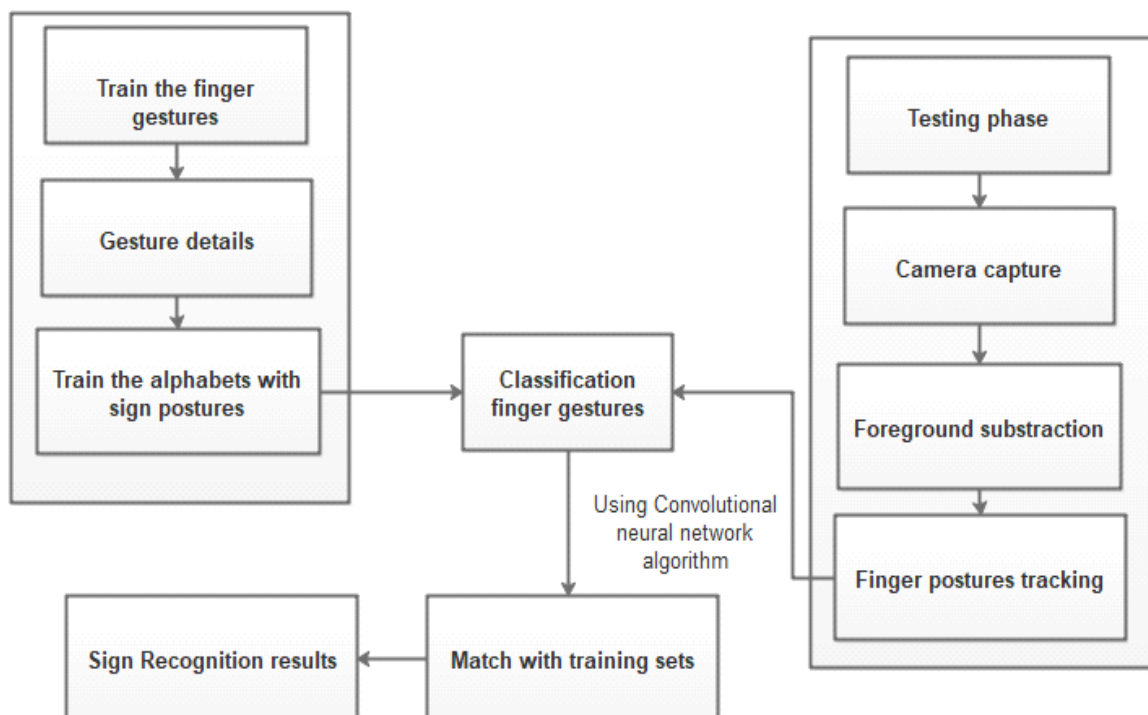 Train the finger
gestures
Gesture details
Train the alphabets with
sign postures
Classification
finger gestures
Using Convolutional
neural network
algorithm
Testing phase
Camera capture
Foreground substraction
Finger postures tracking
Match with training sets
Sign Recognition results